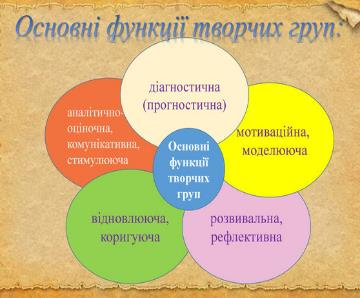 Основні функції творчих груп:
діагностична
(прогностична)
аналітично-
оціночна,
комунікативна,
стимулююча
мотиваційна,
моделююча
Основні
функції
творчих
груп
відновлююча,
коригуюча
розвивальна,
рефлективна